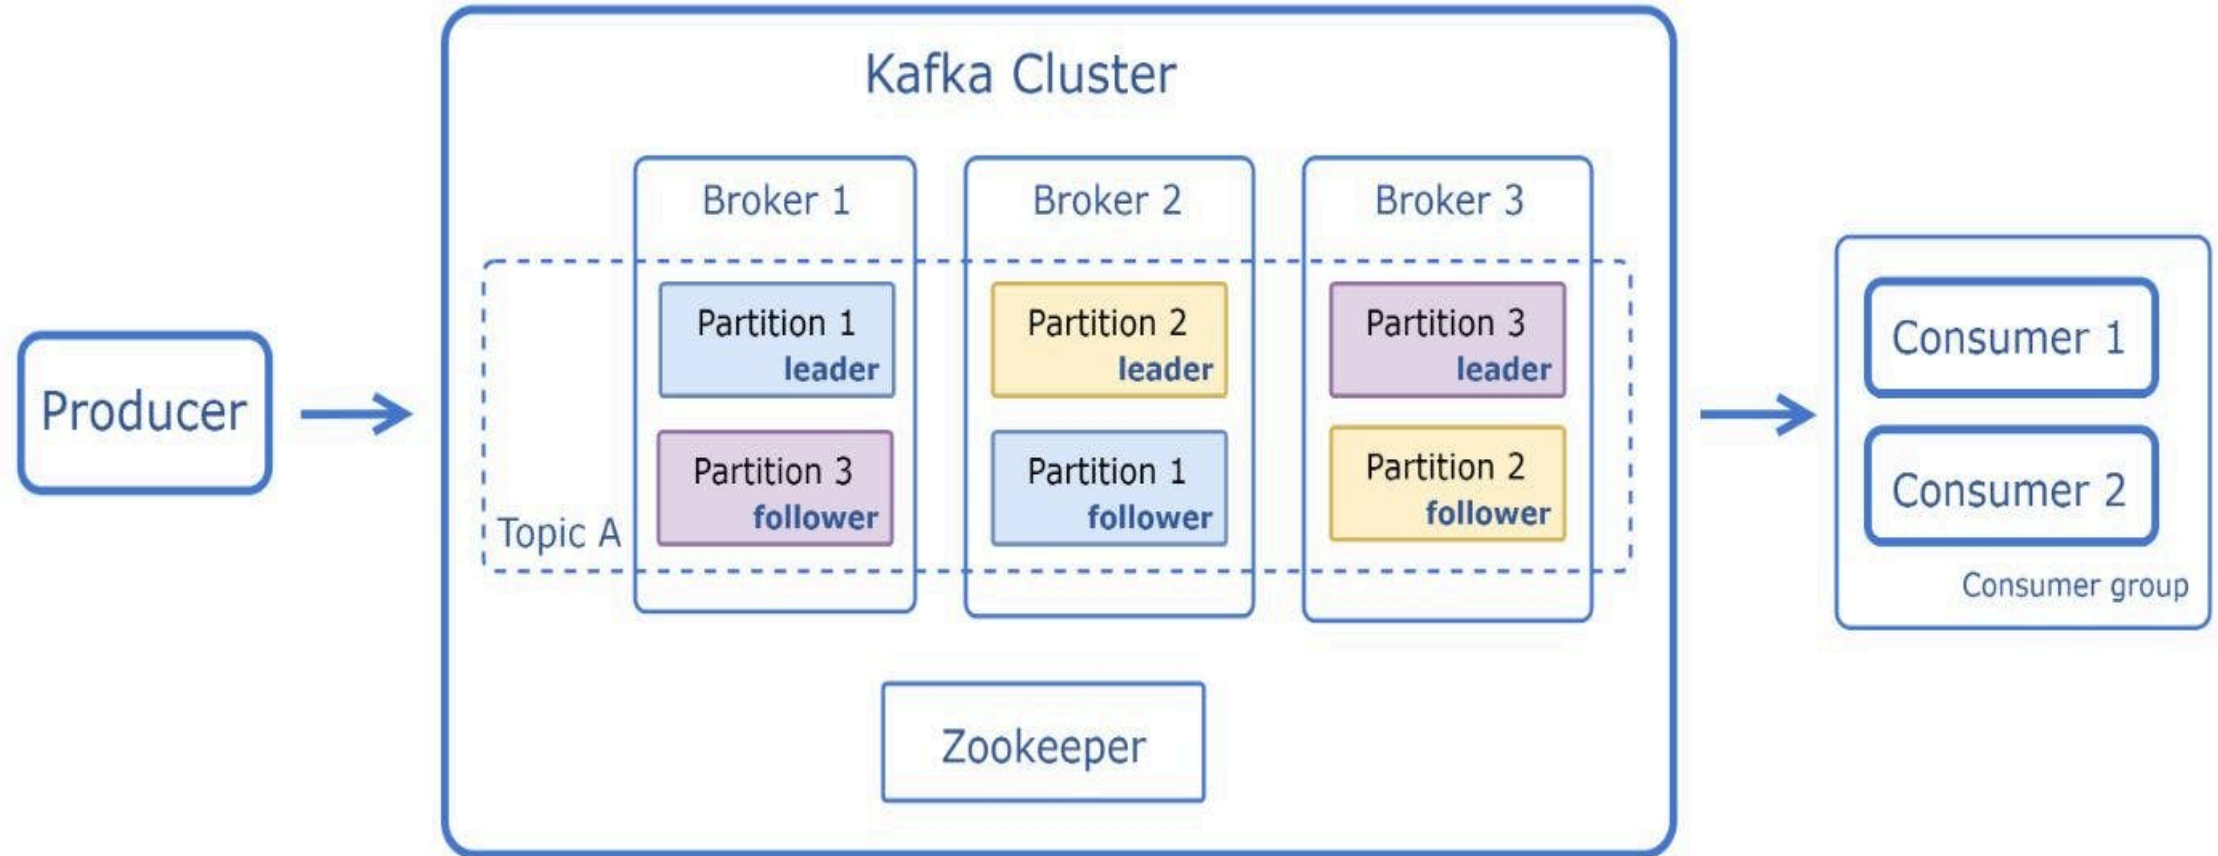 Kafka Cluster
Broker 1
Broker 2
Broker 3
Partition 1
leader
Partition 2
leader
Partition 3
leader
Partition 3
follower
Partition 1
follower
Partition 2
follower
Topic A
Zookeeper
Producer
Consumer 1
Consumer 2
Consumer group